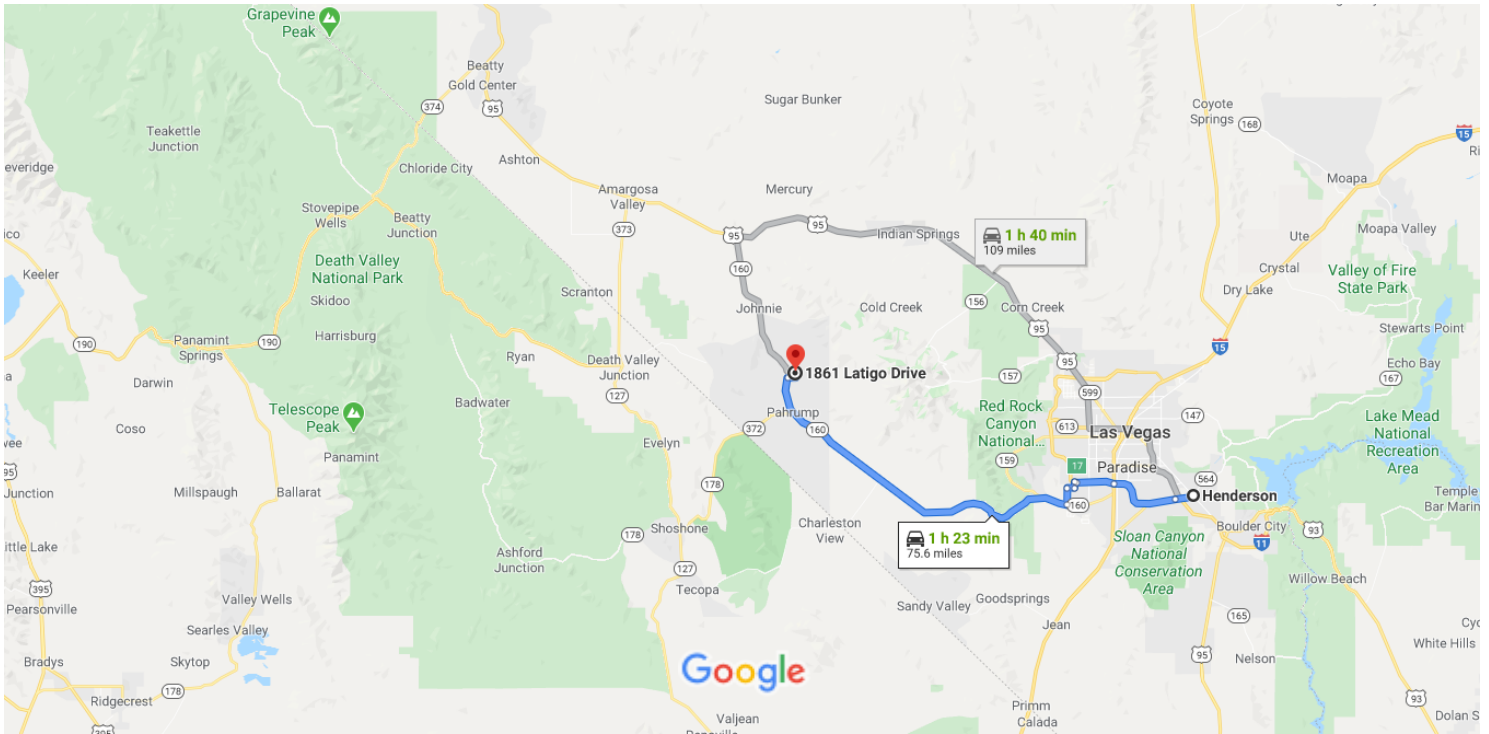 Grapevine
Peak
Beatty
Gold Center
374
95
Sugar Bunker
Coyote
Springs
168
15
Ri
Teakettle
Junction
everidge
Chloride City
Ashton
Amargosa
Valley
Mercury
Moapa
Stovepipe
Wells
Beatty
Junction
373
95
95
Indian Springs
1 h 40 min
109 miles
Ute
Moapa Valley
ico
Keeler
Death Valley
National Park
Skidoo
160
Scranton
Johnnie
Cold Creek
156
Corn Creek
Crystal
Dry Lake
Valley of Fire
State Park
Harrisburg
95
Stewarts Point
190
Panamint
Springs
190
Ryan
Death Valley
Junction
15
95
Echo Bay
a
Darwin
127
1861 Latigo Drive
157
167
599
Badwater
Telescope
Peak
Pahrump
372
160
Red Rock
Canyon
National...
613
Las Vegas
147
Lake Mead
National
Recreation
Area
Coso
vee
Evelyn
Panamint
95
159
17
Paradise
564
Junction
Millspaugh
Ballarat
178
160
Henderson
Temple
Bar Marin
Shoshone
Charleston
View
1 h 23 min
75.6 miles
Boulder City
93
11
ittle Lake
178
Ashford
Junction
Sloan Canyon
National
Conservation
Area
127
Tecopa
Willow Beach
395
Pearsonville
Valley Wells
Sandy Valley
Goodsprings
165
Searles Valley
Jean
Cyc
White Hills
Bradys
Skytop
Google
95
Nelson
178
Ridgecrest
93
Primm
Calada
Dolan S
395
Valjean